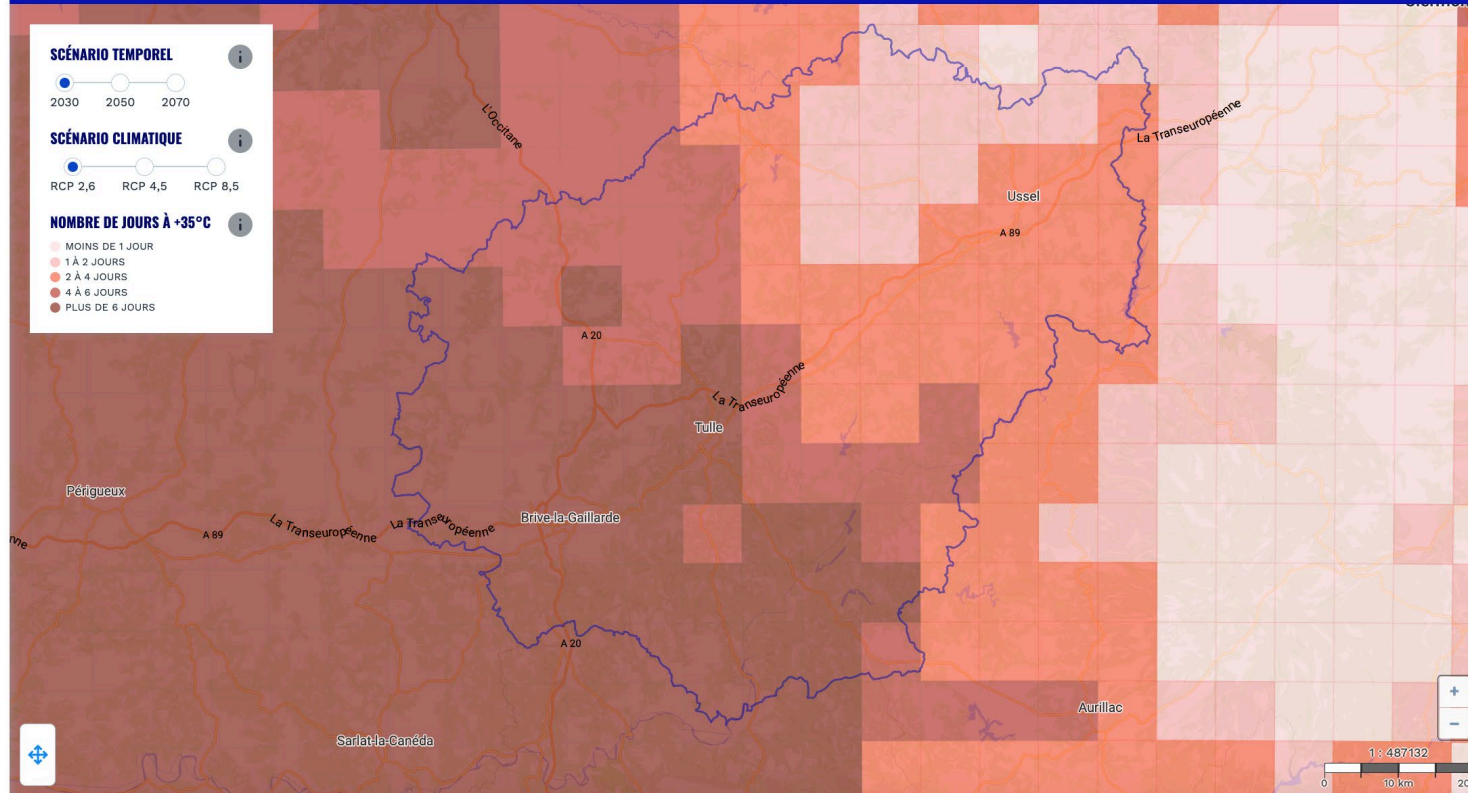 SCÉNARIO TEMPOREL
i
2030 2050 2070
SCÉNARIO CLIMATIQUE
i
RCP 2,6 RCP 4,5 RCP 8,5
NOMBRE DE JOURS À +35°C
i
MOINS DE 1 JOUR
1 À 2 JOURS
2 À 4 JOURS
4 À 6 JOURS
PLUS DE 6 JOURS
L'Occitane
La Transeuropéenne
Ussel
A 89
A 20
La Transeuropéenne
Tulle
Périgueux
Brive-la-Gaillarde
A 89
La Transeuropéenne
La Transeuropéenne
A 20
Aurillac
Sarlat-la-Canéda
+
−
1 : 487132
0 10 km